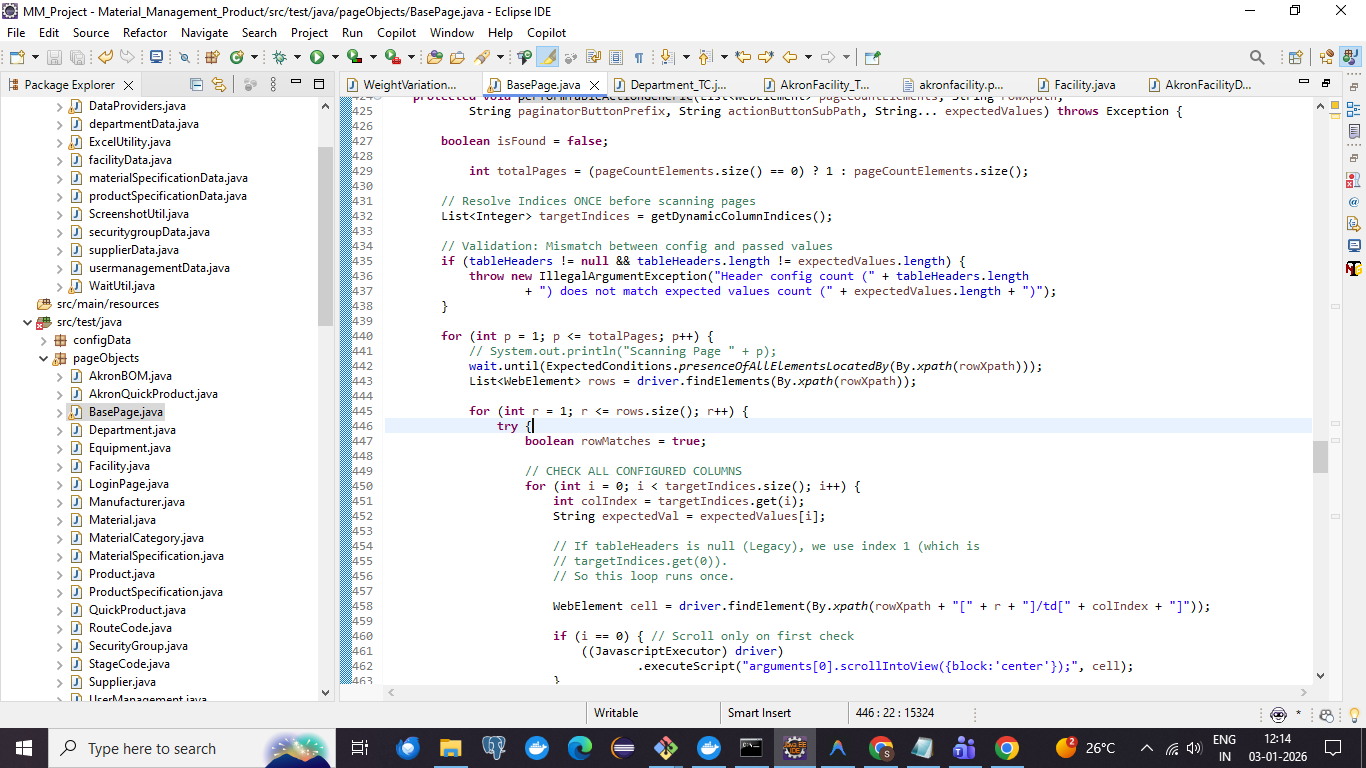 MM_Project - Material_Management_Product/src/test/java/pageObjects/BasePage.java - Eclipse IDE
File Edit Source Refactor Navigate Search Project Run Copilot Window Help Copilot
Package Explorer
WeightVariation... BasePage.java Department_TC.j... AkronFacility_T... akronfacility.p... Facility.java AkronFacilityD...
DataProviders.java
departmentData.java
ExcelUtility.java
facilityData.java
materialSpecificationData.java
productSpecificationData.java
ScreenshotUtil.java
securitygroupData.java
supplierData.java
usermanagementData.java
WaitUtil.java
src/main/resources
src/test/java
configData
pageObjects
AkronBOM.java
AkronQuickProduct.java
BasePage.java
Department.java
Equipment.java
Facility.java
LoginPage.java
Manufacturer.java
Material.java
MaterialCategory.java
MaterialSpecification.java
Product.java
ProductSpecification.java
QuickProduct.java
RouteCode.java
SecurityGroup.java
StageCode.java
Supplier.java
UserManagement.java
424 protected void performTableActionGeneric(List<WebElement> pageCountElements, String rowXpath,
425 String paginatorButtonPrefix, String actionButtonSubPath, String... expectedValues) throws Exception {
426
427 boolean isFound = false;
428
429 int totalPages = (pageCountElements.size() == 0) ? 1 : pageCountElements.size();
430
431 // Resolve Indices ONCE before scanning pages
432 List<Integer> targetIndices = getDynamicColumnIndices();
433
434 // Validation: Mismatch between config and passed values
435 if (tableHeaders != null && tableHeaders.length != expectedValues.length) {
436 throw new IllegalArgumentException("Header config count (" + tableHeaders.length
437 + ") does not match expected values count (" + expectedValues.length + ")");
438 }
439
440 for (int p = 1; p <= totalPages; p++) {
441 // System.out.println("Scanning Page " + p);
442 wait.until(ExpectedConditions.presenceOfAllElementsLocatedBy(By.xpath(rowXpath)));
443 List<WebElement> rows = driver.findElements(By.xpath(rowXpath));
444
445 for (int r = 1; r <= rows.size(); r++) {
446 try {
447 boolean rowMatches = true;
448
449 // CHECK ALL CONFIGURED COLUMNS
450 for (int i = 0; i < targetIndices.size(); i++) {
451 int colIndex = targetIndices.get(i);
452 String expectedVal = expectedValues[i];
453
454 // If tableHeaders is null (Legacy), we use index 1 (which is
455 // targetIndices.get(0)).
456 // So this loop runs once.
457
458 WebElement cell = driver.findElement(By.xpath(rowXpath + "[" + r + "]/td[" + colIndex + "]"));
459
460 if (i == 0) { // Scroll only on first check
461 ((JavascriptExecutor) driver)
462 .executeScript("arguments[0].scrollIntoView({block:'center'});", cell);
463 }
Writable Smart Insert 446 : 22 : 15324
Type here to search
26°C
ENG
IN
12:14
03-01-2026